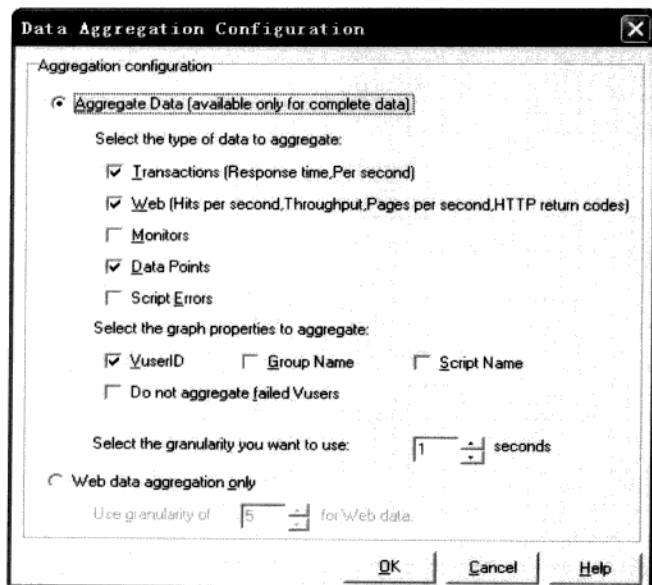 Data Aggregation Configuration
Aggregation configuration
Aggregate Data (available only for complete data)
Select the type of data to aggregate:
Transactions (Response time,Per second)
Web (Hits per second,Throughput,Pages per second,HTTP return codes)
Monitors
Data Points
Script Errors
Select the graph properties to aggregate:
VuserID Group Name Script Name
Do not aggregate failed Vusers
Select the granularity you want to use: 1 seconds
Web data aggregation only
Use granularity of 5 for Web data.
OK Cancel Help